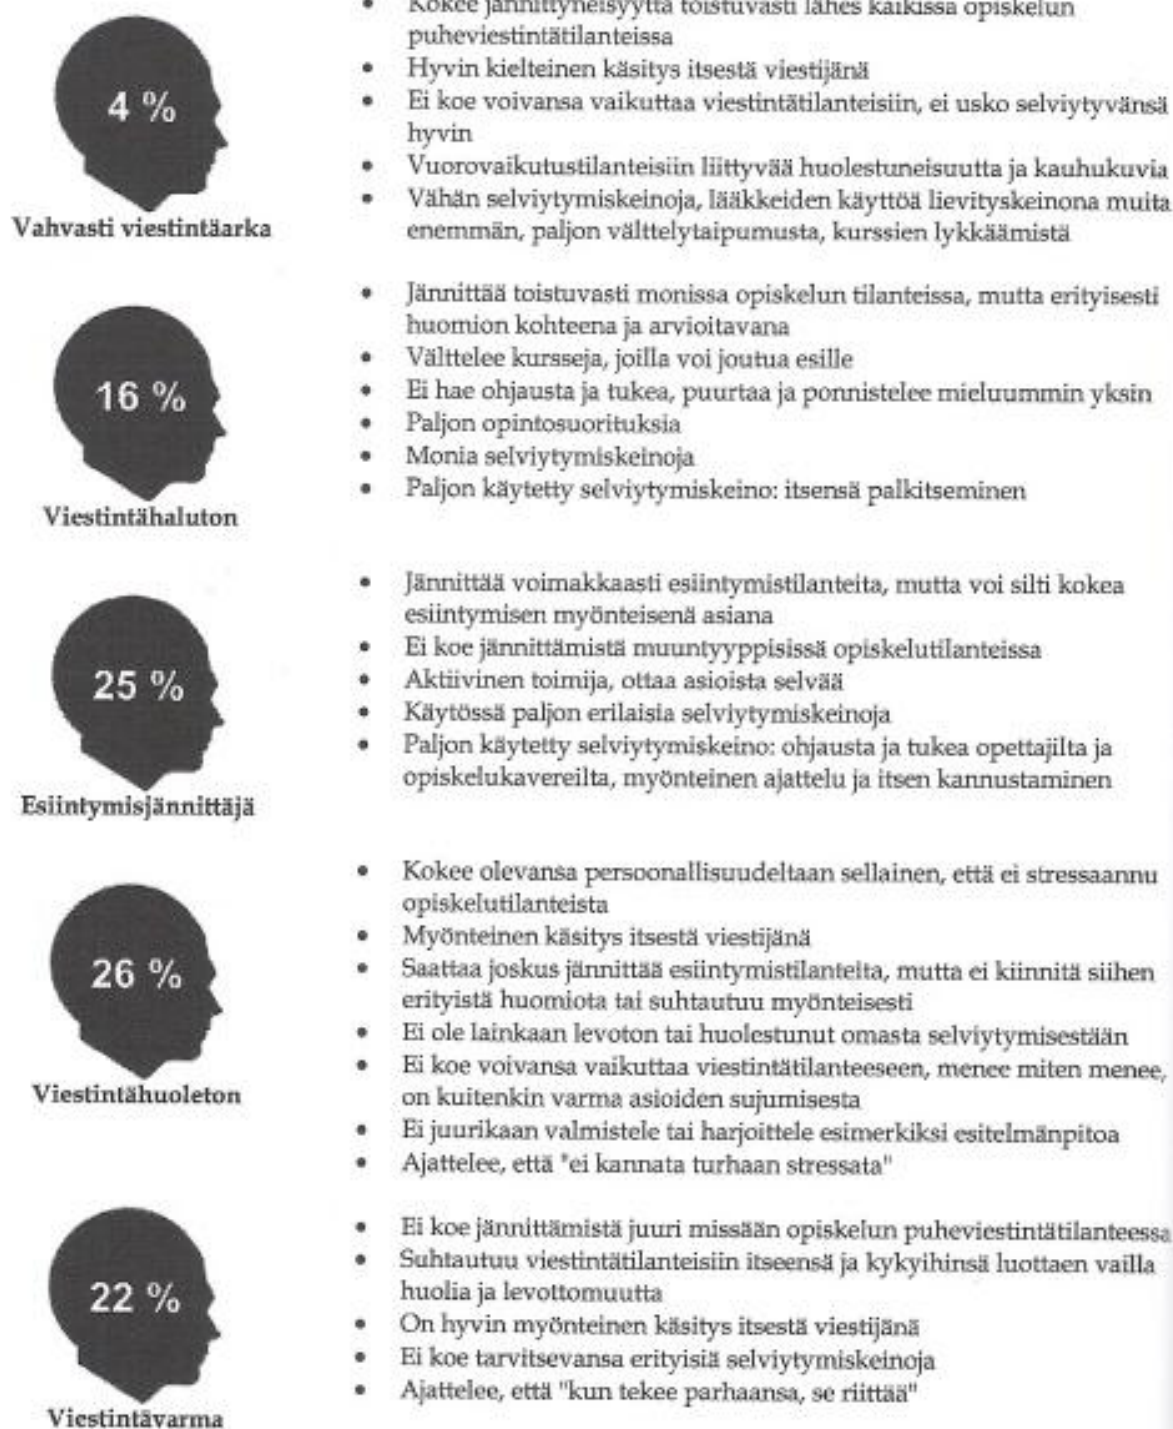 Kokee jännittyneisyyttä toistuvasti lähes kaikissa opiskelun
puheviestintätilanteissa
• Hyvin kielteinen käsitys itsestä viestijänä
• Ei koe voivansa vaikuttaa viestintätilanteisiin, ei usko selviytyvänsä
hyvin
• Vuorovaikutustilanteisiin liittyvää huolestuneisuutta ja kauhukuvia
• Vähän selviytymiskeinoja, lääkkeiden käyttöä lievityskeinona muita
enemmän, paljon välttelytaipumusta, kurssien lykkäämistä
4 %
Vahvasti viestintäarka
• Jännittää toistuvasti monissa opiskelun tilanteissa, mutta erityisesti
huomion kohteena ja arvioitavana
• Välttelee kursseja, joilla voi joutua esille
• Ei hae ohjausta ja tukea, puurtaa ja ponnistelee mieluummin yksin
• Paljon opintosuorituksia
• Monia selviytymiskeinoja
• Paljon käytetty selviytymiskeino: itsensä palkitseminen
16 %
Viestintähaluton
• Jännittää voimakkaasti esiintymistilanteita, mutta voi silti kokea
esiintymisen myönteisenä asiana
• Ei koe jännittämistä muuntyyppisissä opiskelutilanteissa
• Aktiivinen toimija, ottaa asioista selvää
• Käytössä paljon erilaisia selviytymiskeinoja
• Paljon käytetty selviytymiskeino: ohjausta ja tukea opettajilta ja
opiskelukavereilta, myönteinen ajattelu ja itsen kannustaminen
25 %
Esiintymisjännittäjä
• Kokee olevansa persoonallisuudeltaan sellainen, että ei stressaannu
opiskelutilanteista
• Myönteinen käsitys itsestä viestijänä
• Saattaa joskus jännittää esiintymistilanteita, mutta ei kiinnitä siihen
erityistä huomiota tai suhtautuu myönteisesti
• Ei ole lainkaan levoton tai huolestunut omasta selviytymisestään
• Ei koe voivansa vaikuttaa viestintätilanteeseen, menee miten menee,
on kuitenkin varma asioiden sujumisesta
• Ei juurikaan valmistele tai harjoittele esimerkiksi esitelmänpitoa
• Ajattelee, että "ei kannata turhaan stressata"
26 %
Viestintähuoleton
• Ei koe jännittämistä juuri missään opiskelun puheviestintätilanteessa
• Suhtautuu viestintätilanteisiin itseensä ja kykyihinsä luottaen vailla
huolia ja levottomuutta
• On hyvin myönteinen käsitys itsestä viestijänä
• Ei koe tarvitsevansa erityisiä selviytymiskeinoja
• Ajattelee, että "kun tekee parhaansa, se riittää"
22 %
Viestintävarma